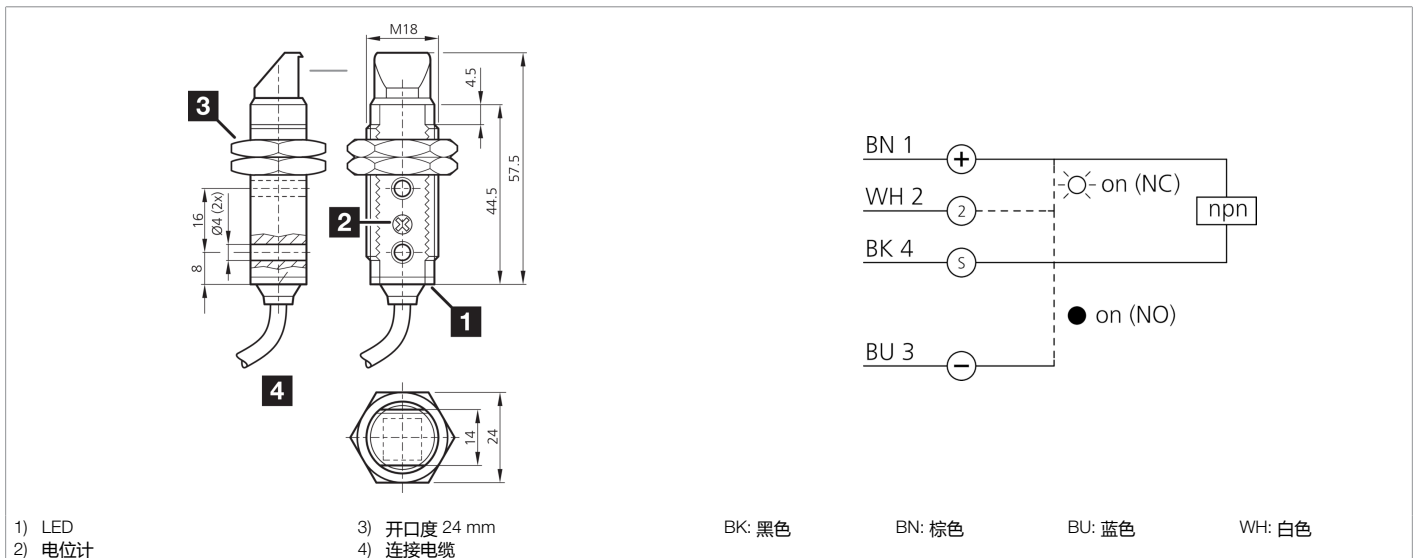 M18
4.5
3
57.5
44.5
16
Ø4 (2x)
8
2
1
4
14
24
BN 1
+
on (NC)
WH 2
2
npn
BK 4
S
on (NO)
BU 3
−
1) LED
2) 电位计
3) 开口度 24 mm
4) 连接电缆
BK: 黑色
BN: 棕色
BU: 蓝色
WH: 白色